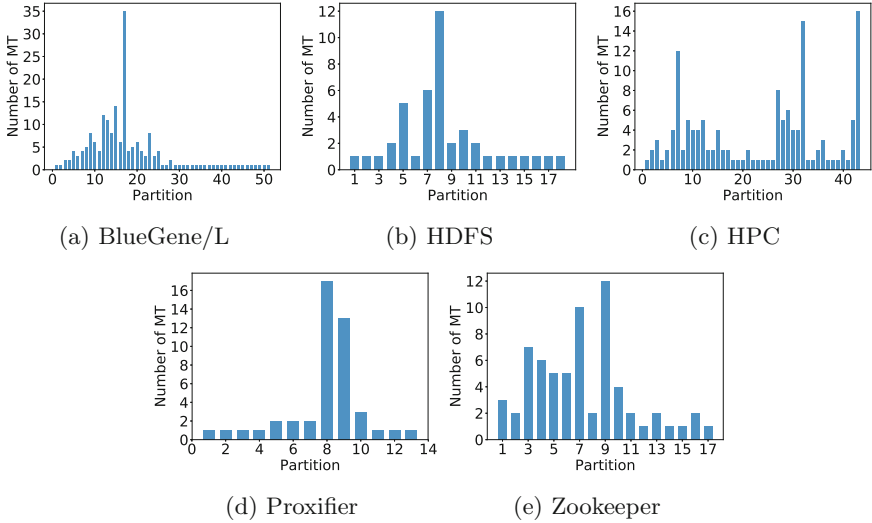 35
30
25
20
15
10
5
0
Number of MT
0 10 20 30 40 50
Partition
(a) BlueGene/L
12
10
8
6
4
2
0
Number of MT
1 3 5 7 9 11 13 15 17
Partition
(b) HDFS
16
14
12
10
8
6
4
2
0
Number of MT
0 10 20 30 40
Partition
(c) HPC
16
14
12
10
8
6
4
2
0
Number of MT
0 2 4 6 8 10 12 14
Partition
(d) Proxifier
12
10
8
6
4
2
0
Number of MT
1 3 5 7 9 11 13 15 17
Partition
(e) Zookeeper